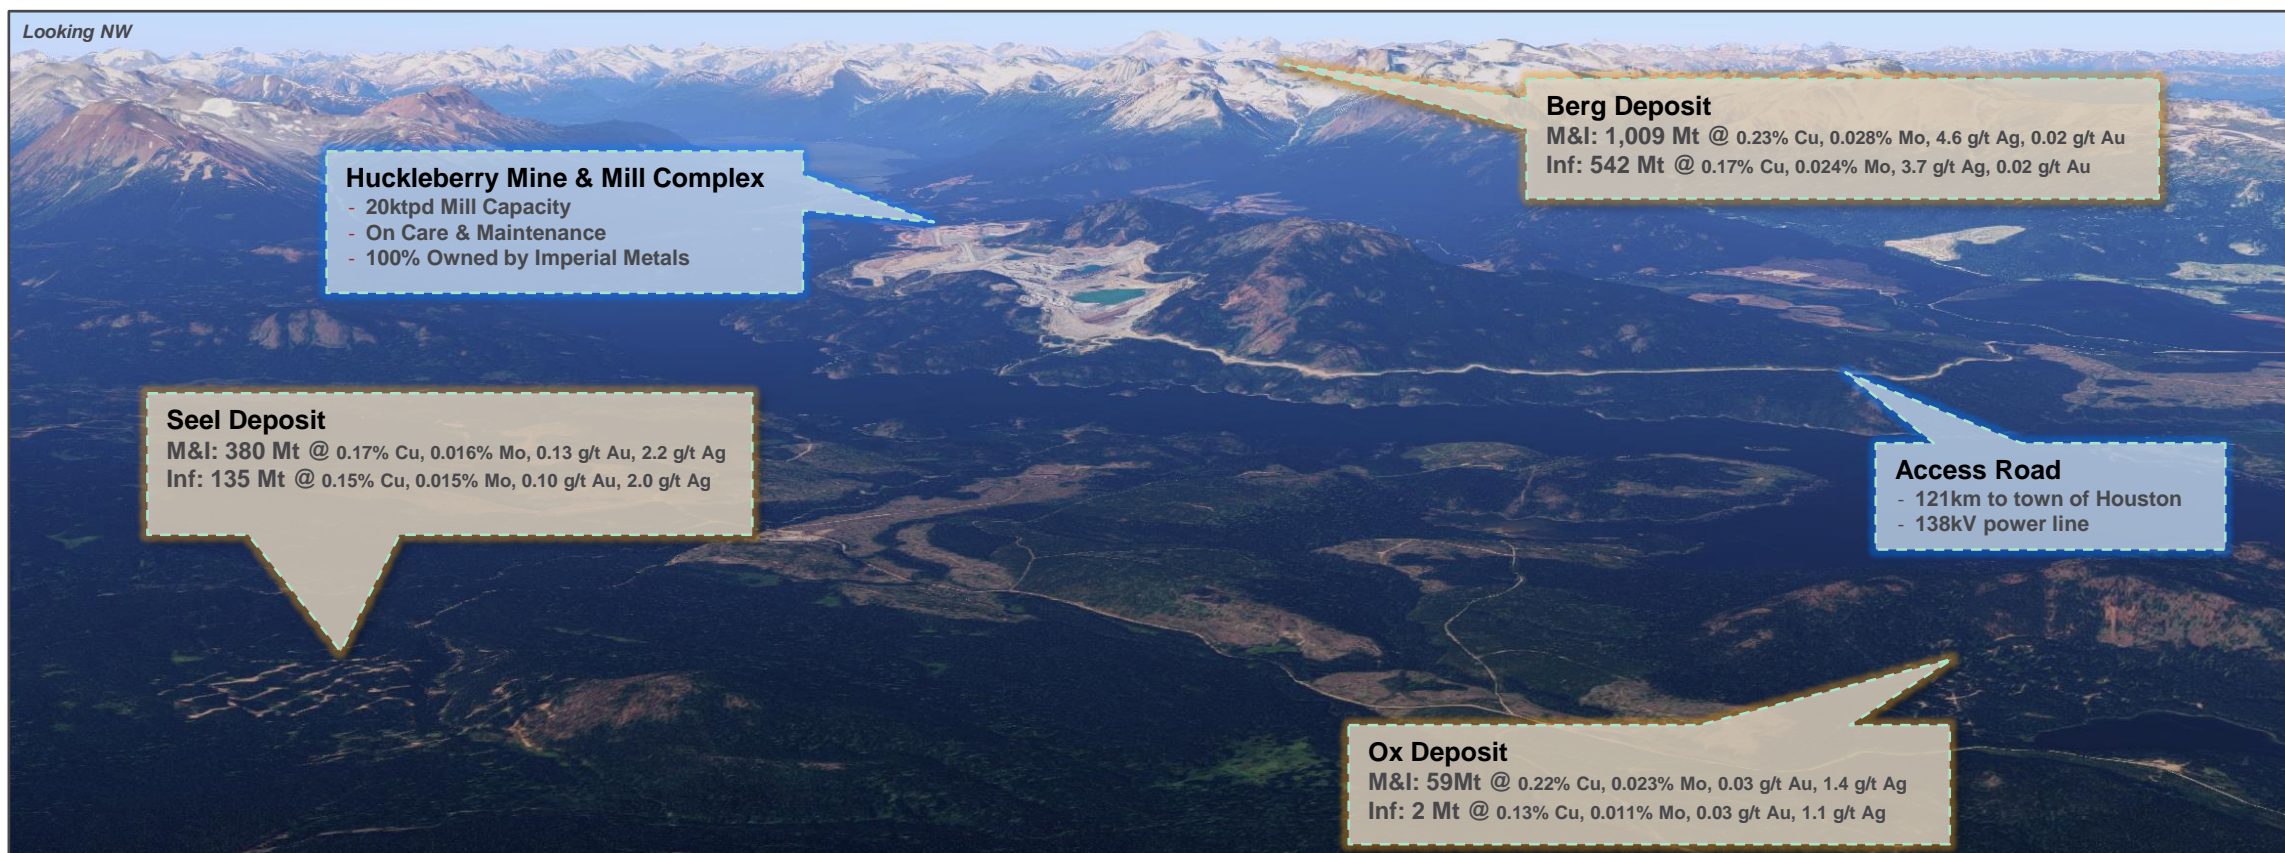 Looking NW
Berg Deposit
M&I: 1,009 Mt @ 0.23% Cu, 0.028% Mo, 4.6 g/t Ag, 0.02 g/t Au
Inf: 542 Mt @ 0.17% Cu, 0.024% Mo, 3.7 g/t Ag, 0.02 g/t Au
Huckleberry Mine & Mill Complex
- 20ktpd Mill Capacity
- On Care & Maintenance
- 100% Owned by Imperial Metals
Seel Deposit
M&I: 380 Mt @ 0.17% Cu, 0.016% Mo, 0.13 g/t Au, 2.2 g/t Ag
Inf: 135 Mt @ 0.15% Cu, 0.015% Mo, 0.10 g/t Au, 2.0 g/t Ag
Access Road
- 121km to town of Houston
- 138kV power line
Ox Deposit
M&I: 59Mt @ 0.22% Cu, 0.023% Mo, 0.03 g/t Au, 1.4 g/t Ag
Inf: 2 Mt @ 0.13% Cu, 0.011% Mo, 0.03 g/t Au, 1.1 g/t Ag